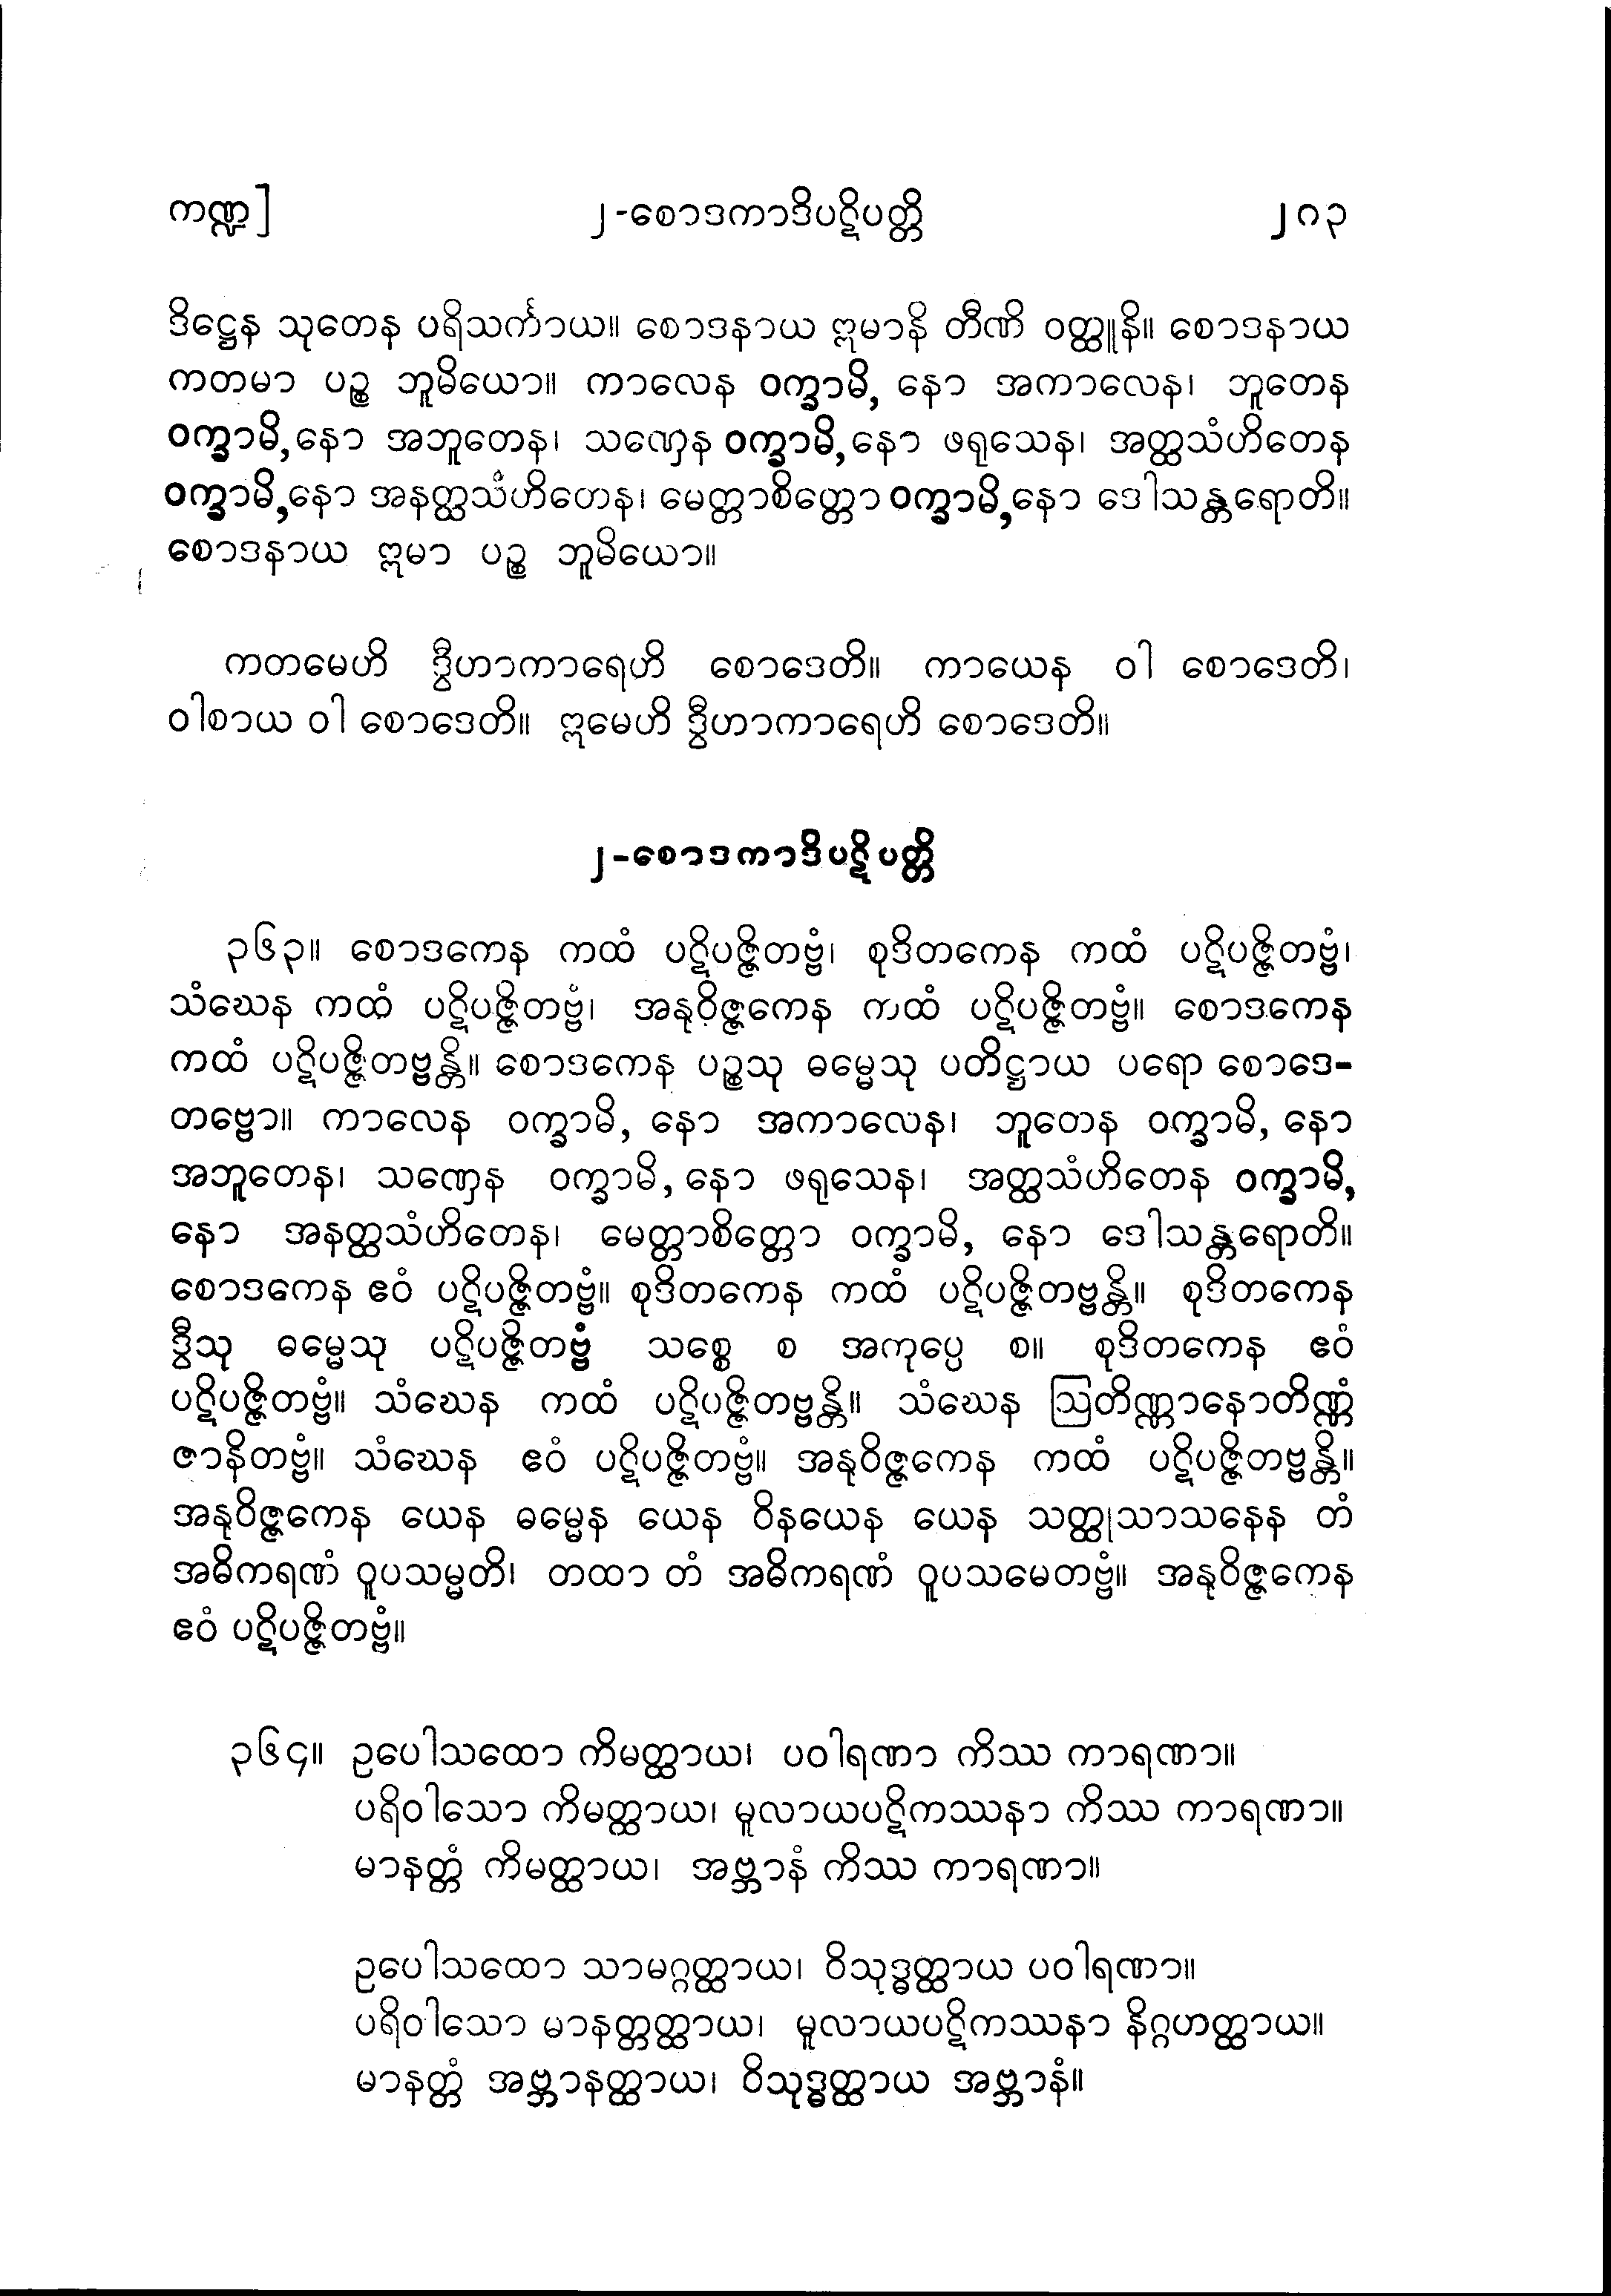 ကဏ္ဍ] ၂-စောဒကာဒိပဋိပတ္တိ ၂၈၃
ဒိဋ္ဌေန သုတေန ပရိသင်္ကာယ။ စောဒနာယ ဣမာနိ တီဏိ ဝတ္ထူနိ။ စောဒနာယ
ကတမာ ပဉ္စ ဘူမိယော။ ကာလေန ဝက္ခာမိ, နော အကာလေန၊ ဘူတေန
ဝက္ခာမိ, နော အဘူတေန၊ သဏှေန ဝက္ခာမိ, နော ဖရုသေန၊ အတ္ထသံဟိတေန
ဝက္ခာမိ, နော အနတ္ထသံဟိတေန၊ မေတ္တာစိတ္တော ဝက္ခာမိ, နော ဒေါသန္တရောတိ။
စောဒနာယ ဣမာ ပဉ္စ ဘူမိယော။
ကတမေဟိ ဒွီဟာကာရေဟိ စောဒေတိ။ ကာယေန ဝါ စောဒေတိ၊
ဝါစာယ ဝါ စောဒေတိ။ ဣမေဟိ ဒွီဟာကာရေဟိ စောဒေတိ။
၂-စောဒကာဒိပဋိပတ္တိ
၃၆၃။ စောဒကေန ကထံ ပဋိပဇ္ဇိတဗ္ဗံ၊ စုဒိတကေန ကထံ ပဋိပဇ္ဇိတဗ္ဗံ၊
သံဃေန ကထံ ပဋိပဇ္ဇိတဗ္ဗံ၊ အနုဝိဇ္ဇကေန ကထံ ပဋိပဇ္ဇိတဗ္ဗံ။ စောဒကေန
ကထံ ပဋိပဇ္ဇိတဗ္ဗန္တိ။ စောဒကေန ပဉ္စသု ဓမ္မေသု ပတိဋ္ဌာယ ပရော စောဒေ-
တဗ္ဗော။ ကာလေန ဝက္ခာမိ, နော အကာလေန၊ ဘူတေန ဝက္ခာမိ, နော
အဘူတေန၊ သဏှေန ဝက္ခာမိ, နော ဖရုသေန၊ အတ္ထသံဟိတေန ဝက္ခာမိ,
နော အနတ္ထသံဟိတေန၊ မေတ္တာစိတ္တော ဝက္ခာမိ, နော ဒေါသန္တရောတိ။
စောဒကေန ဧဝံ ပဋိပဇ္ဇိတဗ္ဗံ။ စုဒိတကေန ကထံ ပဋိပဇ္ဇိတဗ္ဗန္တိ။ စုဒိတကေန
ဒွီသု ဓမ္မေသု ပဋိပဇ္ဇိတဗ္ဗံ သစ္စေ စ အကုပ္ပေ စ။ စုဒိတကေန ဧဝံ
ပဋိပဇ္ဇိတဗ္ဗံ။ သံဃေန ကထံ ပဋိပဇ္ဇိတဗ္ဗန္တိ။ သံဃေန ဩတိဏ္ဏာနောတိဏ္ဏံ
ဇာနိတဗ္ဗံ။ သံဃေန ဧဝံ ပဋိပဇ္ဇိတဗ္ဗံ။ အနုဝိဇ္ဇကေန ကထံ ပဋိပဇ္ဇိတဗ္ဗန္တိ။
အနုဝိဇ္ဇကေန ယေန ဓမ္မေန ယေန ဝိနယေန ယေန သတ္ထုသာသနေန တံ
အဓိကရဏံ ဝူပသမ္မတိ၊ တထာ တံ အဓိကရဏံ ဝူပသမေတဗ္ဗံ။ အနုဝိဇ္ဇကေန
ဧဝံ ပဋိပဇ္ဇိတဗ္ဗံ။
၃၆၄။ ဥပေါသထော ကိမတ္ထာယ၊ ပဝါရဏာ ကိဿ ကာရဏာ။
ပရိဝါသော ကိမတ္ထာယ၊ မူလာယပဋိကဿနာ ကိဿ ကာရဏာ။
မာနတ္တံ ကိမတ္ထာယ၊ အဗ္ဘာနံ ကိဿ ကာရဏာ။
ဥပေါသထော သာမဂ္ဂတ္ထာယ၊ ဝိသုဒ္ဓတ္ထာယ ပဝါရဏာ။
ပရိဝါသော မာနတ္တတ္ထာယ၊ မူလာယပဋိကဿနာ နိဂ္ဂဟတ္ထာယ။
မာနတ္တံ အဗ္ဘာနတ္ထာယ၊ ဝိသုဒ္ဓတ္ထာယ အဗ္ဘာနံ။